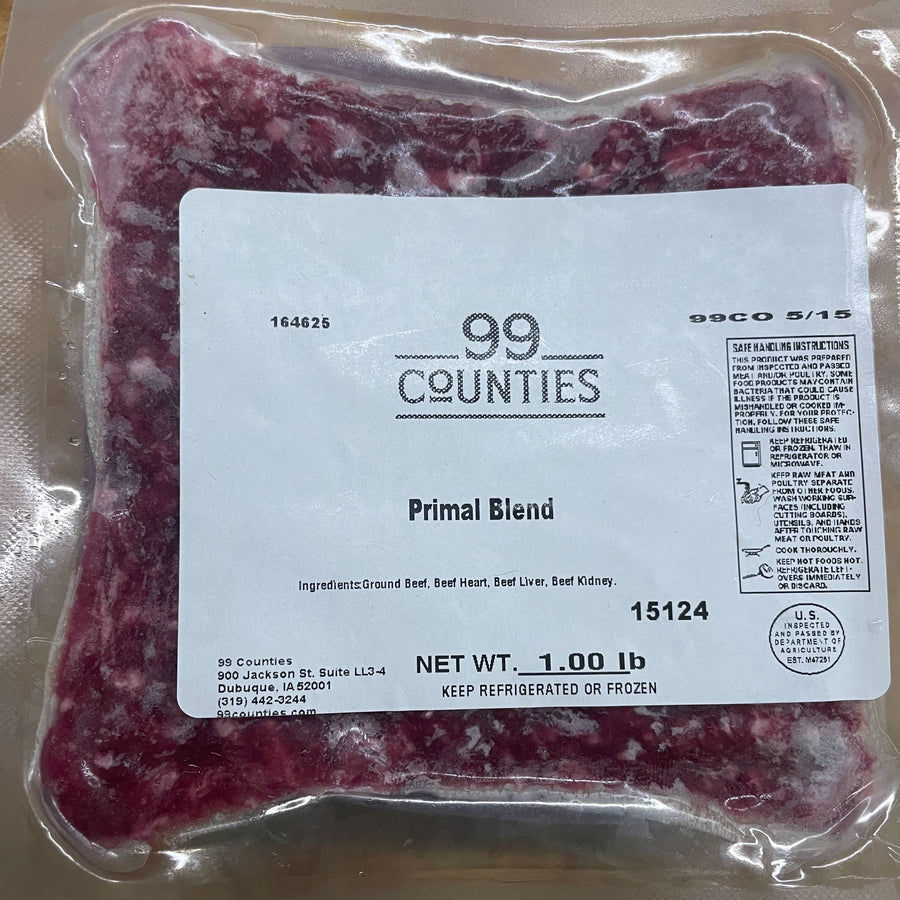 164625
99
COUNTIES
99CO 5/15
SAFE HANDLING INSTRUCTIONS
THIS PRODUCT WAS PREPARED
FROM INSPECTED AND PASSED
MEAT AND/OR POULTRY. SOME
FOOD PRODUCTS MAY CONTAIN
BACTERIA THAT COULD CAUSE
ILLNESS IF THE PRODUCT IS
MISHANDLED OR COOKED IM-
PROPERLY. FOR YOUR PROTEC-
TION, FOLLOW THESE SAFE
HANDLING INSTRUCTIONS.
KEEP REFRIGERATED
OR FROZEN. THAW IN
REFRIGERATOR OR
MICROWAVE.
KEEP RAW MEAT AND
POULTRY SEPARATE
FROM OTHER FOODS.
WASH WORKING SUR-
FACES (INCLUDING
CUTTING BOARDS),
UTENSILS, AND HANDS
AFTER TOUCHING RAW
MEAT OR POULTRY.
COOK THOROUGHLY.
KEEP HOT FOODS HOT.
REFRIGERATE LEFT-
OVERS IMMEDIATELY
OR DISCARD.
Primal Blend
Ingredients:Ground Beef, Beef Heart, Beef Liver, Beef Kidney.
15124
U.S.
INSPECTED
AND PASSED BY
DEPARTMENT OF
AGRICULTURE
EST. M47251
99 Counties
900 Jackson St. Suite LL3-4
Dubuque, IA 52001
(319) 442-3244
99counties.com
NET WT. 1.00 lb
KEEP REFRIGERATED OR FROZEN